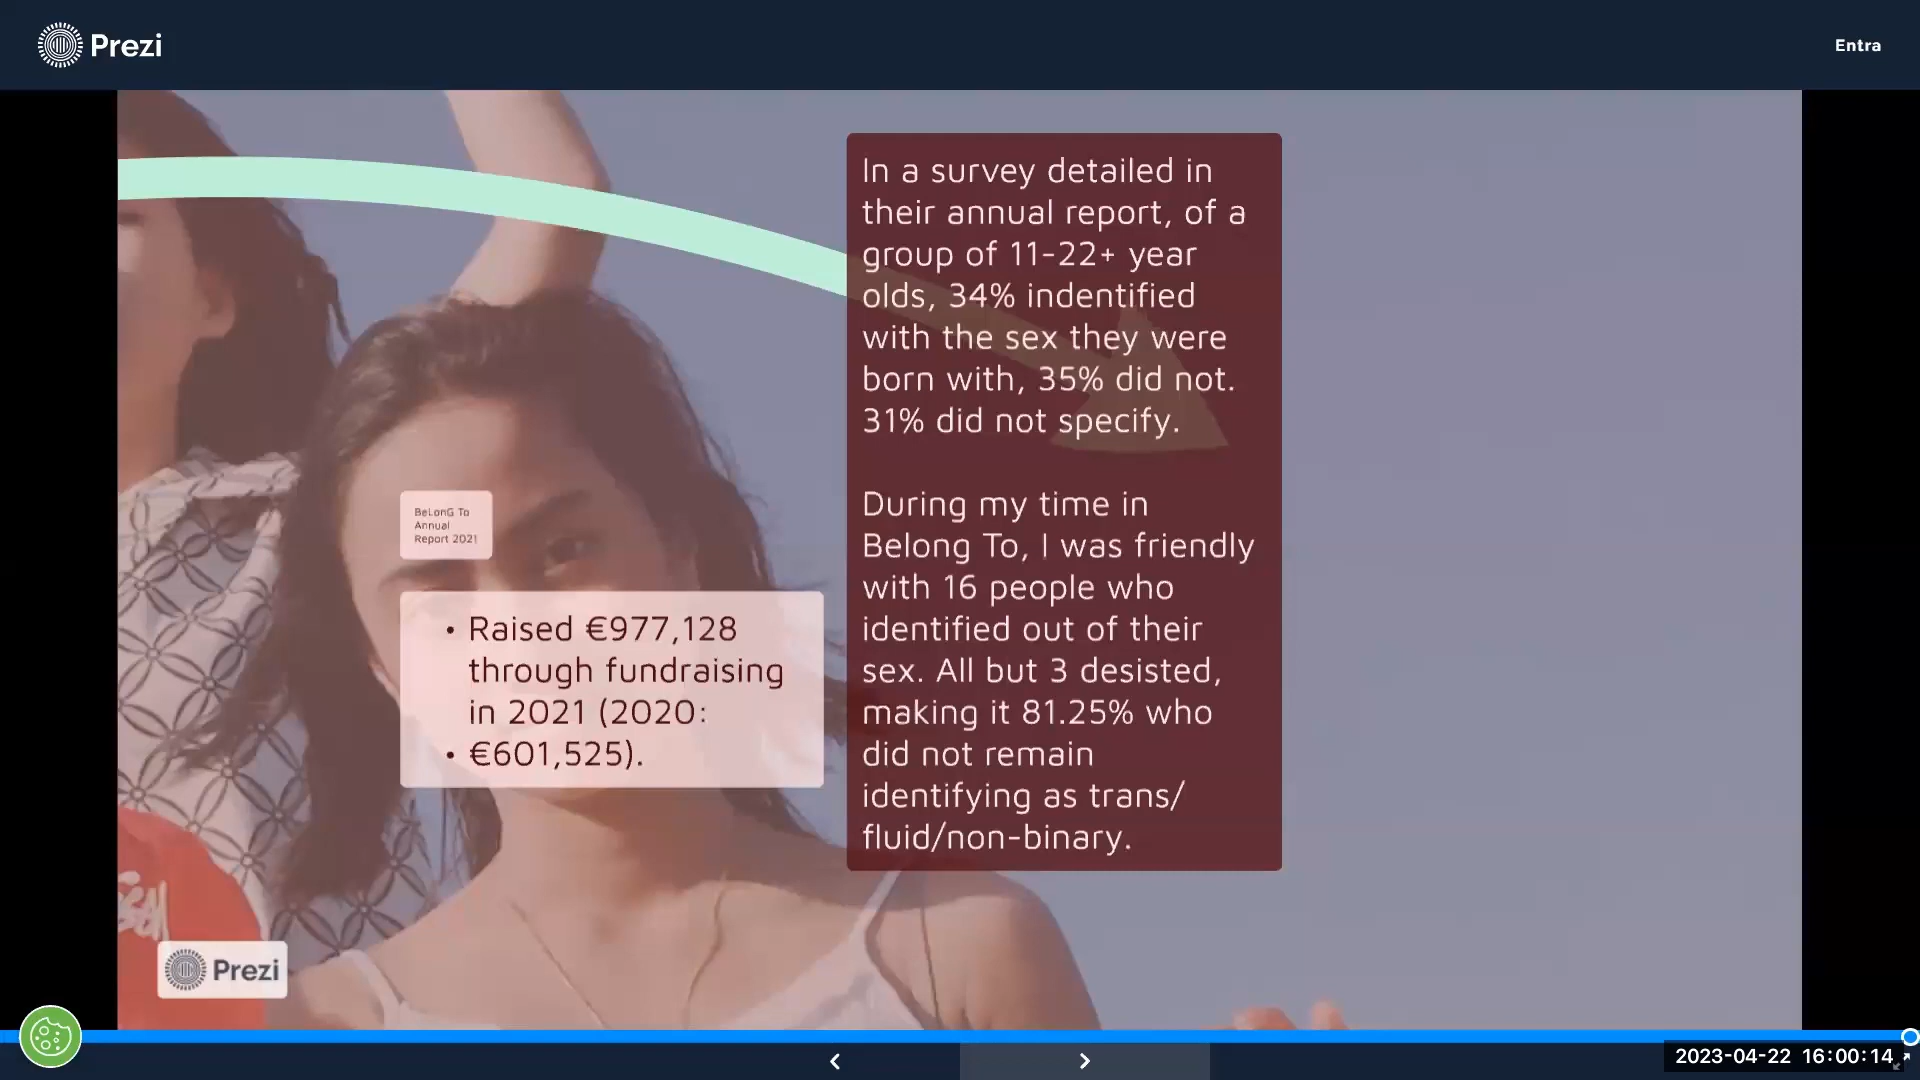 Prezi
Entra
In a survey detailed in
their annual report, of a
group of 11-22+ year
olds, 34% indentified
with the sex they were
born with, 35% did not.
31% did not specify.
During my time in
Belong To, I was friendly
with 16 people who
identified out of their
sex. All but 3 desisted,
making it 81.25% who
did not remain
identifying as trans/
fluid/non-binary.
BeLonG To
Annual
Report 2021
• Raised €977,128
through fundraising
in 2021 (2020:
• €601,525).
Prezi
2023-04-22 16:00:14